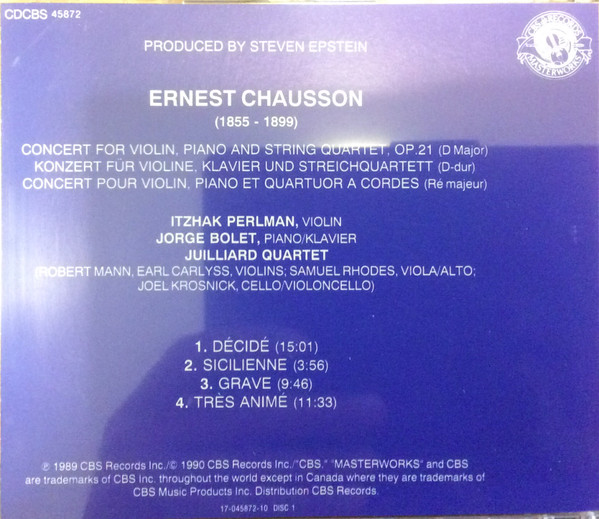 CDCBS 45872
CBS RECORDS
MASTERWORKS
PRODUCED BY STEVEN EPSTEIN
ERNEST CHAUSSON
(1855 - 1899)
CONCERT FOR VIOLIN, PIANO AND STRING QUARTET, OP.21 (D Major)
KONZERT FÜR VIOLINE, KLAVIER UND STREICHQUARTETT (D-dur)
CONCERT POUR VIOLIN, PIANO ET QUARTUOR A CORDES (Ré majeur)
ITZHAK PERLMAN, VIOLIN
JORGE BOLET, PIANO/KLAVIER
JUILLIARD QUARTET
(ROBERT MANN, EARL CARLYSS, VIOLINS; SAMUEL RHODES, VIOLA/ALTO;
JOEL KROSNICK, CELLO/VIOLONCELLO)
1. DÉCIDÉ (15:01)
2. SICILIENNE (3:56)
3. GRAVE (9:46)
4. TRÈS ANIMÉ (11:33)
℗ 1989 CBS Records Inc./© 1990 CBS Records Inc./"CBS," "MASTERWORKS" and CBS
are trademarks of CBS Inc. throughout the world except in Canada where they are trademarks of
CBS Music Products Inc. Distribution CBS Records.
17-045872-10 DISC 1